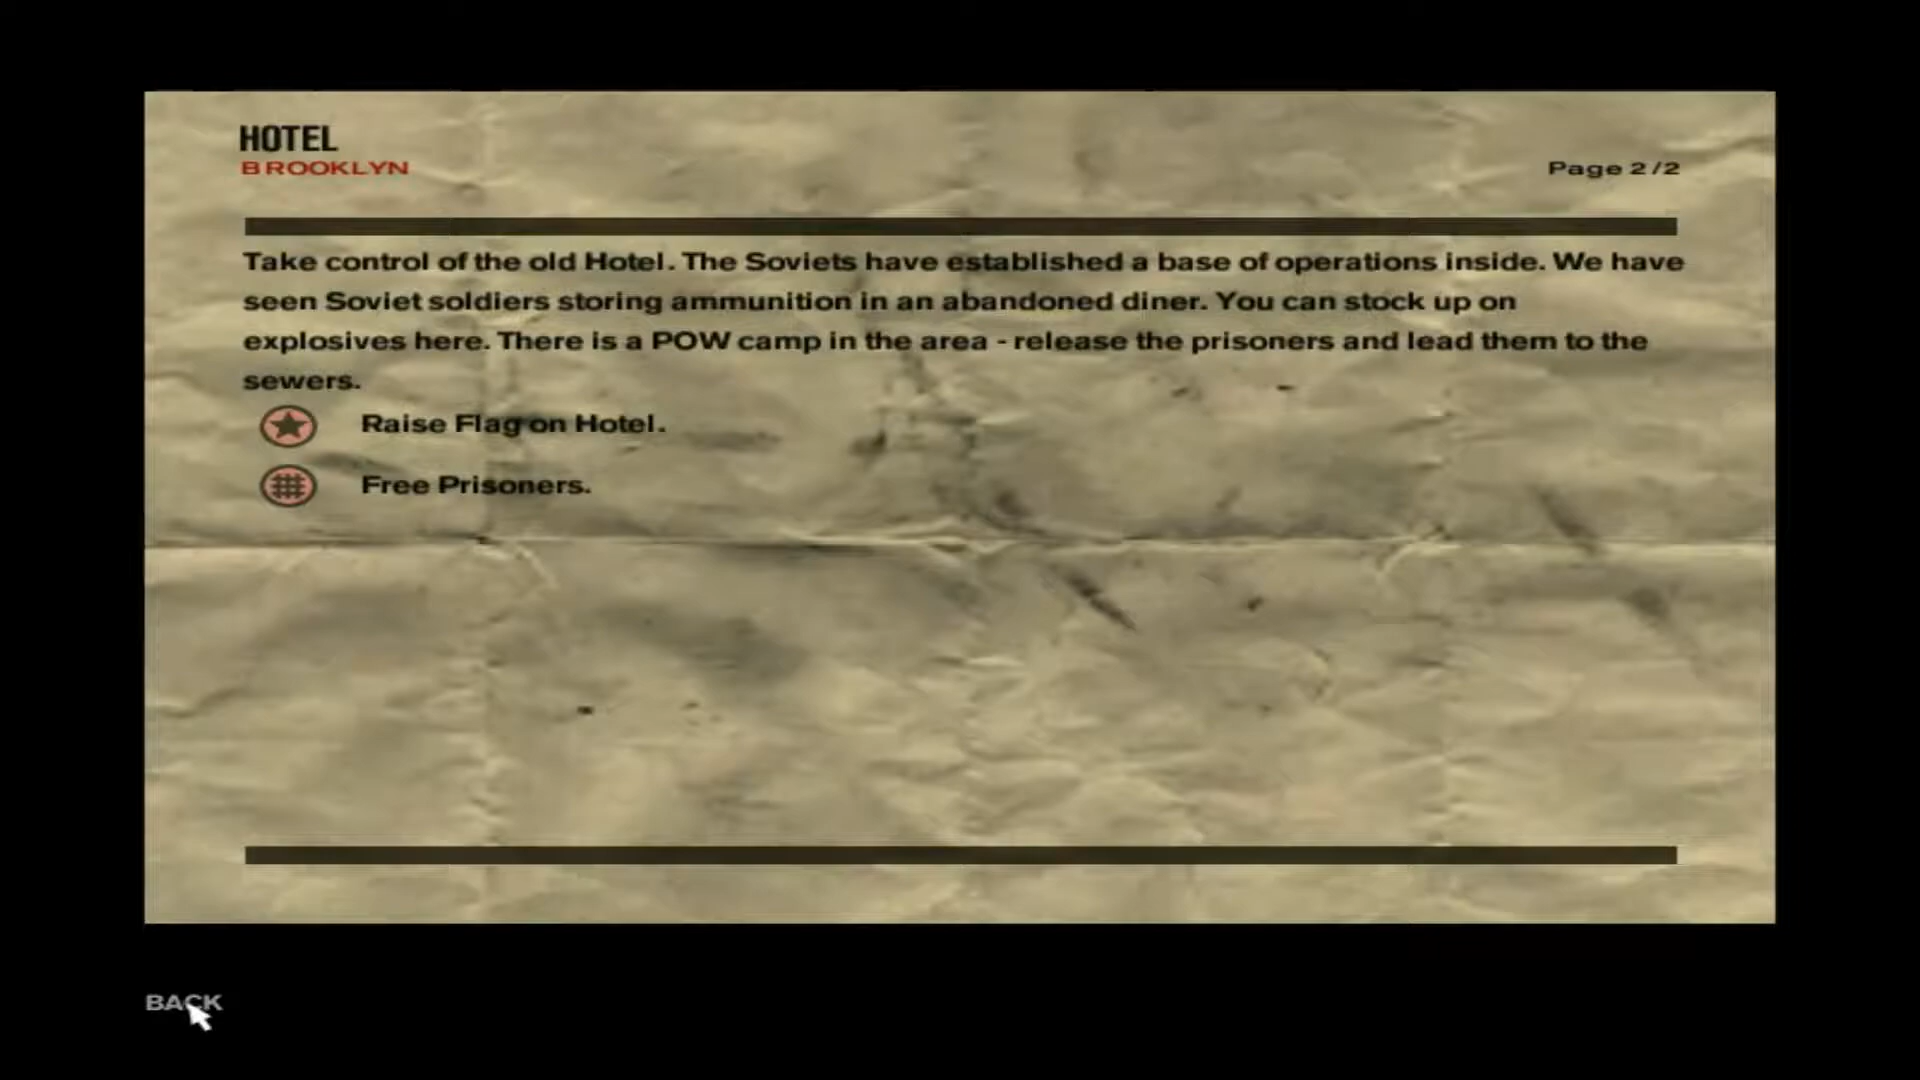 HOTEL
BROOKLYN
Page 2/2
Take control of the old Hotel. The Soviets have established a base of operations inside. We have
seen Soviet soldiers storing ammunition in an abandoned diner. You can stock up on
explosives here. There is a POW camp in the area - release the prisoners and lead them to the
sewers.
Raise Flag on Hotel.
Free Prisoners.
BACK